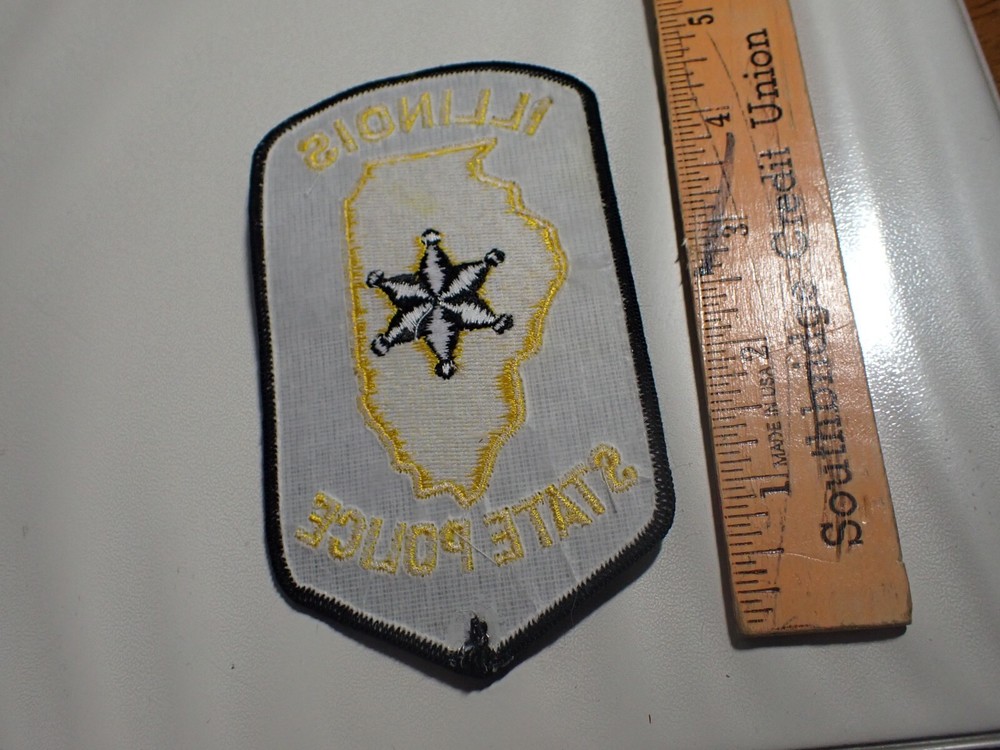 ILLINOIS
STATE POLICE
Southbridge Credit Union
MADE IN USA
1 2 3 4 5